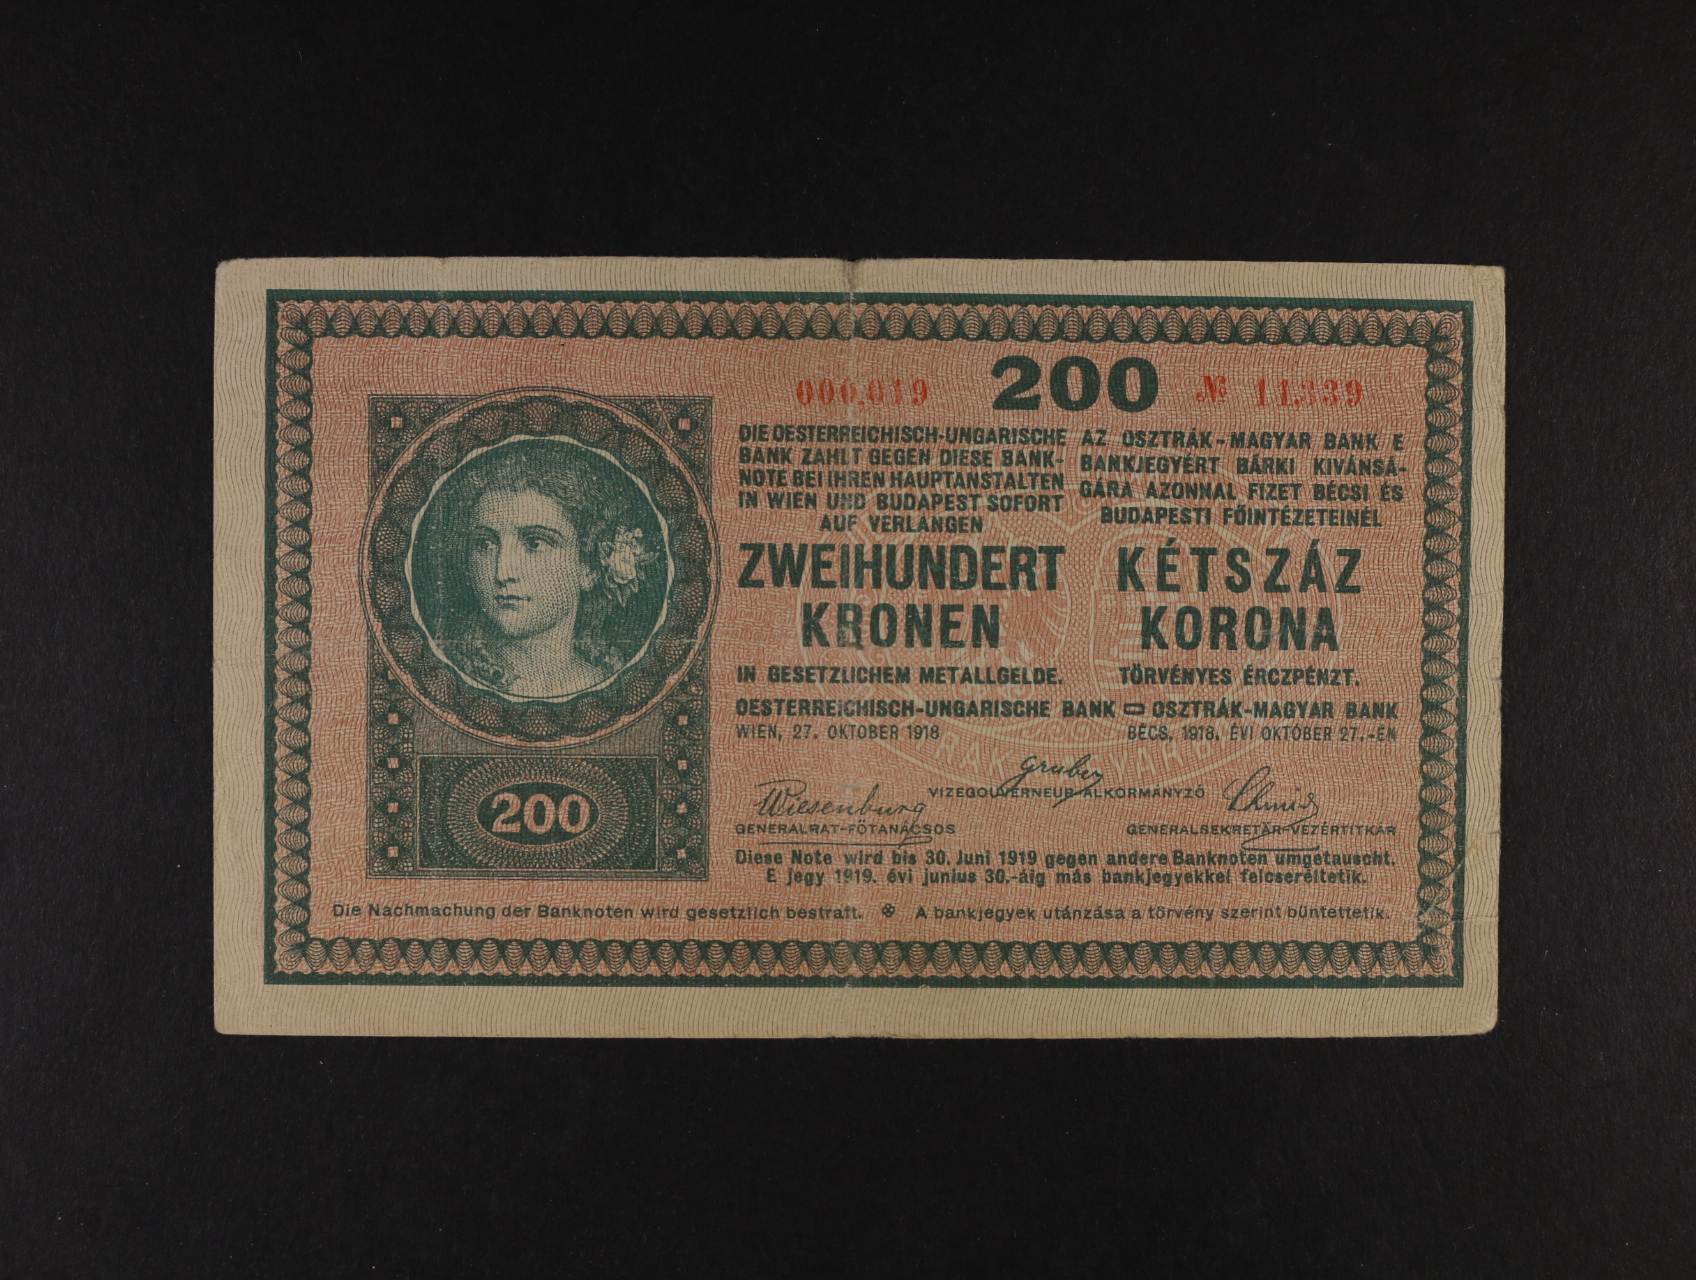 000,019 200 № 11,339
DIE OESTERREICHISCH-UNGARISCHE
BANK ZAHLT GEGEN DIESE BANK-
NOTE BEI IHREN HAUPTANSTALTEN
IN WIEN UND BUDAPEST SOFORT
AUF VERLANGEN
ZWEIHUNDERT
KRONEN
IN GESETZLICHEM METALLGELDE.
AZ OSZTRÁK-MAGYAR BANK E
BANKJEGYÉRT BÁRKI KIVÁNSÁ-
GÁRA AZONNAL FIZET BÉCSI ÉS
BUDAPESTI FŐINTÉZETEINÉL
KÉTSZÁZ
KORONA
TÖRVÉNYES ÉRCZPÉNZT.
OESTERREICHISCH-UNGARISCHE BANK OSZTRÁK-MAGYAR BANK
WIEN, 27. OKTOBER 1918 BÉCS, 1918. ÉVI OKTOBER 27.-ÉN
Gruber
VIZEGOUVERNEUR-ALKORMÁNYZÓ
Wiesenburg Schmid
GENERALRAT-FŐTANÁCSOS GENERALSEKRETÄR-VEZÉRTITKÁR
200
Diese Note wird bis 30. Juni 1919 gegen andere Banknoten umgetauscht.
E jegy 1919. évi junius 30.-áig más bankjegyekkel felcseréltetik.
Die Nachmachung der Banknoten wird gesetzlich bestraft. A bankjegyek utánzása a törvény szerint büntettetik.